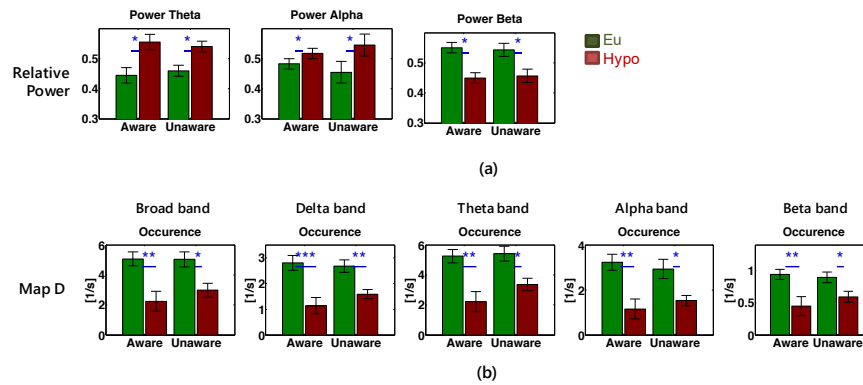 Power Theta
Power Alpha
Power Beta
Eu
Hypo
Relative
Power
0.5
0.4
0.3
* *
Aware Unaware
0.5
0.4
0.3
* *
Aware Unaware
0.6
0.5
0.4
0.3
* *
Aware Unaware
(a)
Broad band
Delta band
Theta band
Alpha band
Beta band
Occurence
Occurence
Occurence
Occurence
Occurence
Map D
[1/s]
6
4
2
0
** *
Aware Unaware
[1/s]
3
2
1
0
*** **
Aware Unaware
[1/s]
6
4
2
0
** *
Aware Unaware
[1/s]
4
2
0
** *
Aware Unaware
[1/s]
1
0.5
0
** *
Aware Unaware
(b)